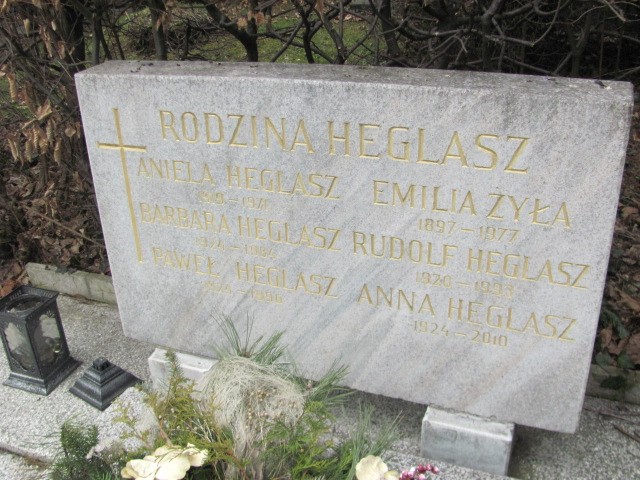 RODZINA HEGLASZ
ANIELA HEGLASZ
BARBARA HEGLASZ
PAWEŁ HEGLASZ
EMILIA ŻYŁA
1897-1977
RUDOLF HEGLASZ
ANNA HEGLASZ
1924-2010